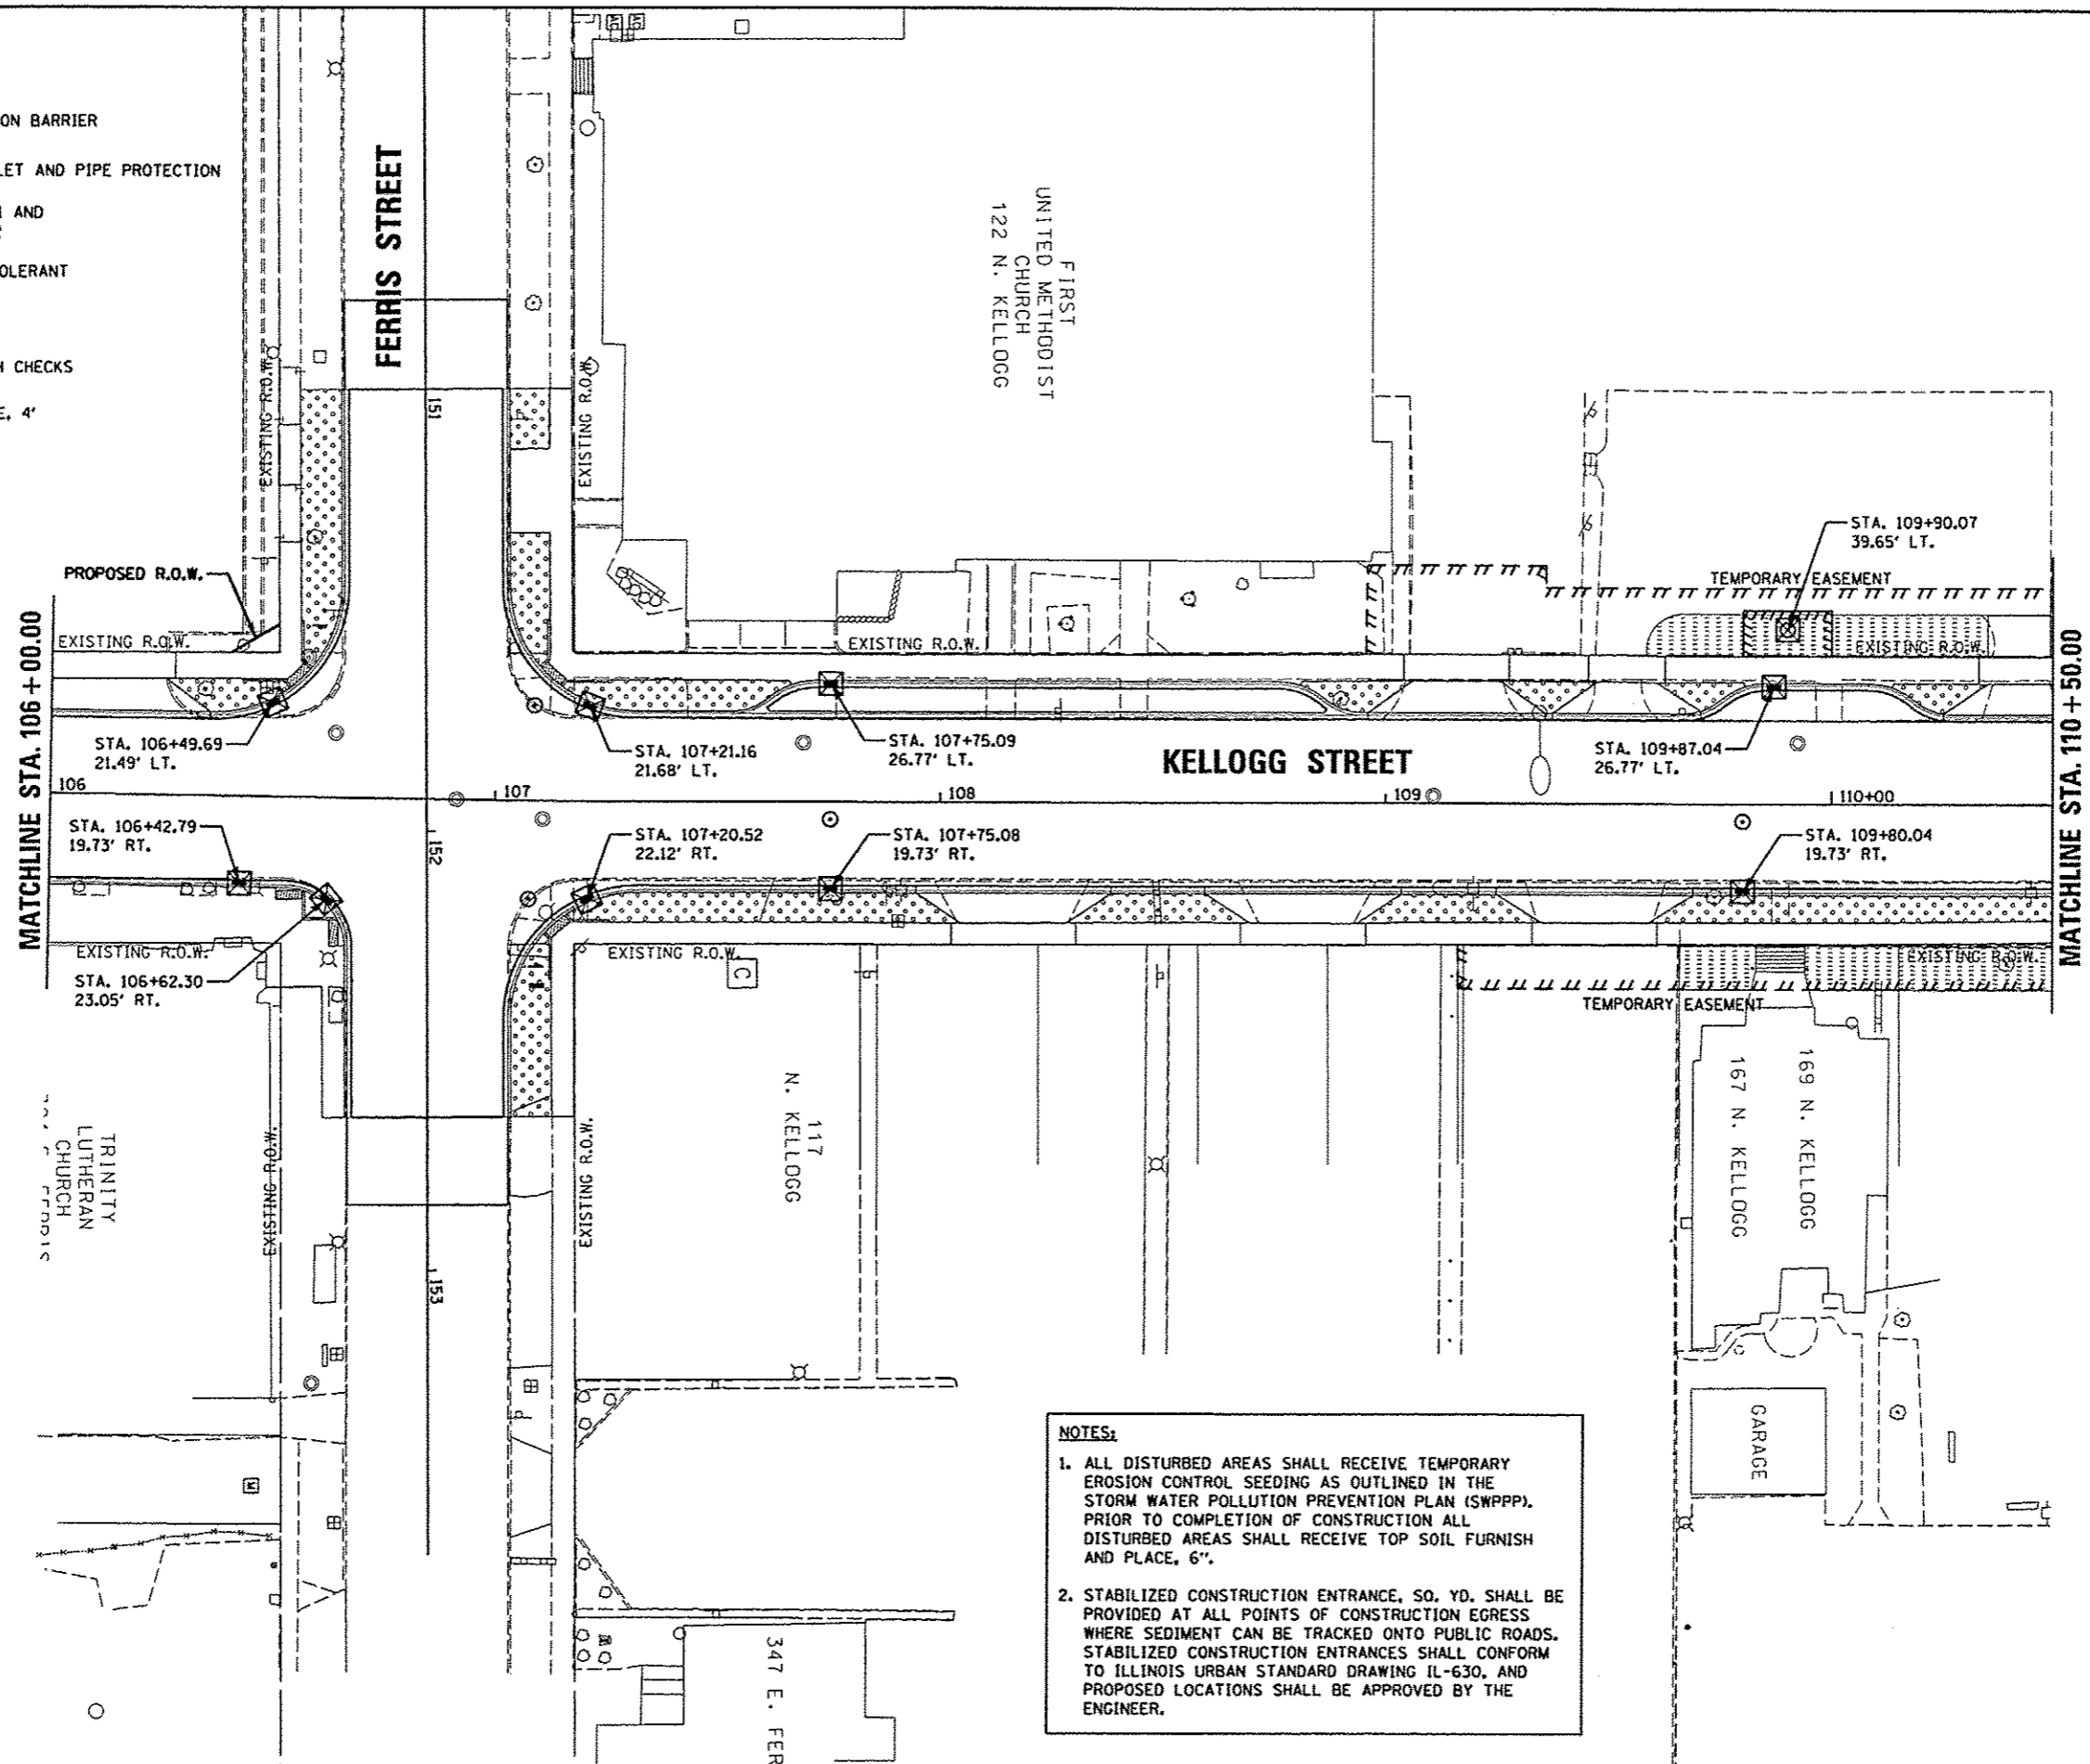 ON BARRIER
LET AND PIPE PROTECTION
AND
OLERANT
CHECKS
E, 4'
FERRIS STREET
151
EXISTING R.O.W.
EXISTING R.O.W.
FIRST
UNITED METHODIST
CHURCH
122 N. KELLOGG
PROPOSED R.O.W.
EXISTING R.O.W.
EXISTING R.O.W.
STA. 109+90.07
39.65' LT.
TEMPORARY EASEMENT
EXISTING R.O.W.
MATCHLINE STA. 106+00.00
MATCHLINE STA. 110+50.00
STA. 106+49.69
21.49' LT.
STA. 107+21.16
21.68' LT.
STA. 107+75.09
26.77' LT.
KELLOGG STREET
STA. 109+87.04
26.77' LT.
106
107
108
109
110+00
STA. 106+42.79
19.73' RT.
152
STA. 107+20.52
22.12' RT.
STA. 107+75.08
19.73' RT.
STA. 109+80.04
19.73' RT.
EXISTING R.O.W.
STA. 106+62.30
23.05' RT.
EXISTING R.O.W.
C
EXISTING R.O.W.
TEMPORARY EASEMENT
TRINITY
LUTHERAN
CHURCH
EXISTING R.O.W.
EXISTING R.O.W.
117
N. KELLOGG
169 N. KELLOGG
167 N. KELLOGG
153
GARAGE
M
347 E. FER
NOTES:
1. ALL DISTURBED AREAS SHALL RECEIVE TEMPORARY
EROSION CONTROL SEEDING AS OUTLINED IN THE
STORM WATER POLLUTION PREVENTION PLAN (SWPPP).
PRIOR TO COMPLETION OF CONSTRUCTION ALL
DISTURBED AREAS SHALL RECEIVE TOP SOIL FURNISH
AND PLACE, 6".
2. STABILIZED CONSTRUCTION ENTRANCE, SQ. YD. SHALL BE
PROVIDED AT ALL POINTS OF CONSTRUCTION EGRESS
WHERE SEDIMENT CAN BE TRACKED ONTO PUBLIC ROADS.
STABILIZED CONSTRUCTION ENTRANCES SHALL CONFORM
TO ILLINOIS URBAN STANDARD DRAWING IL-630, AND
PROPOSED LOCATIONS SHALL BE APPROVED BY THE
ENGINEER.